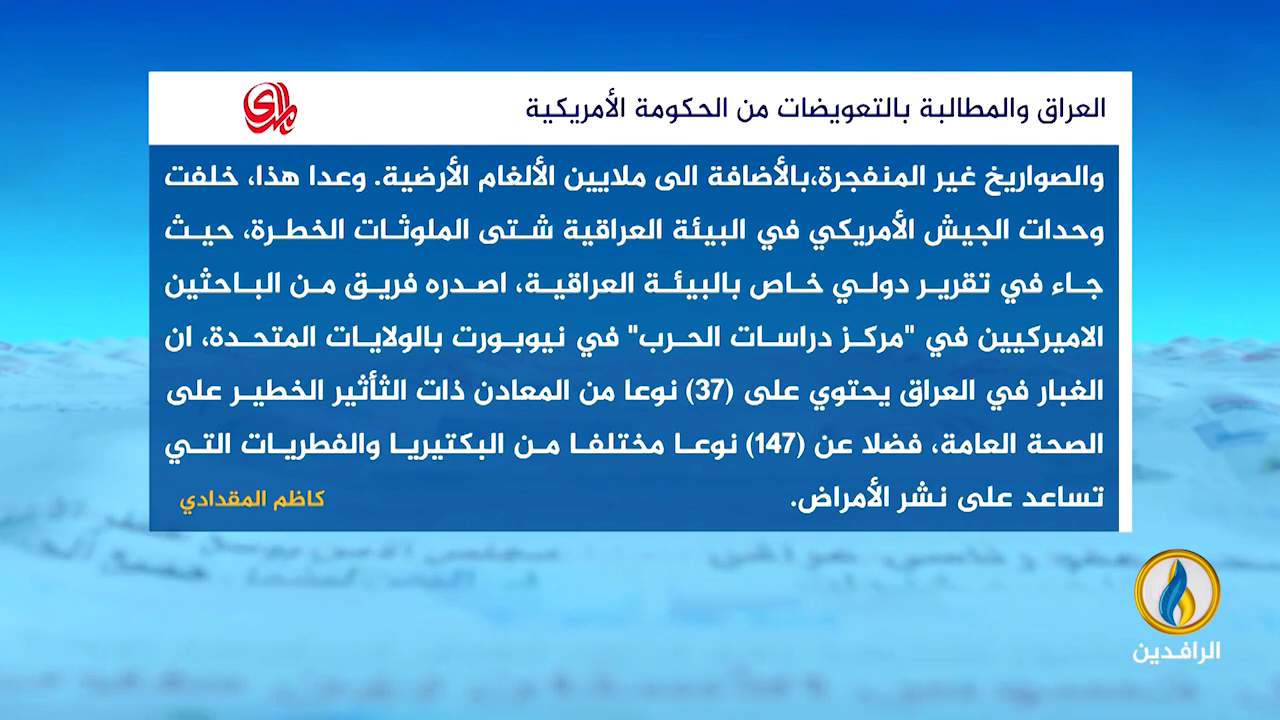 العراق والمطالبة بالتعويضات من الحكومة الأمريكية
المدى
والصواريخ غير المنفجرة،بالأضافة الى ملايين الألغام الأرضية. وعدا هذا، خلفت
وحدات الجيش الأمريكي في البيئة العراقية شتى الملوثات الخطرة، حيث
جاء في تقرير دولي خاص بالبيئة العراقية، اصدره فريق من الباحثين
الاميركيين في "مركز دراسات الحرب" في نيوبورت بالولايات المتحدة، ان
الغبار في العراق يحتوي على (37) نوعا من المعادن ذات الثأثير الخطير على
الصحة العامة، فضلا عن (147) نوعا مختلفا من البكتيريا والفطريات التي
تساعد على نشر الأمراض.
كاظم المقدادي
الرافدين